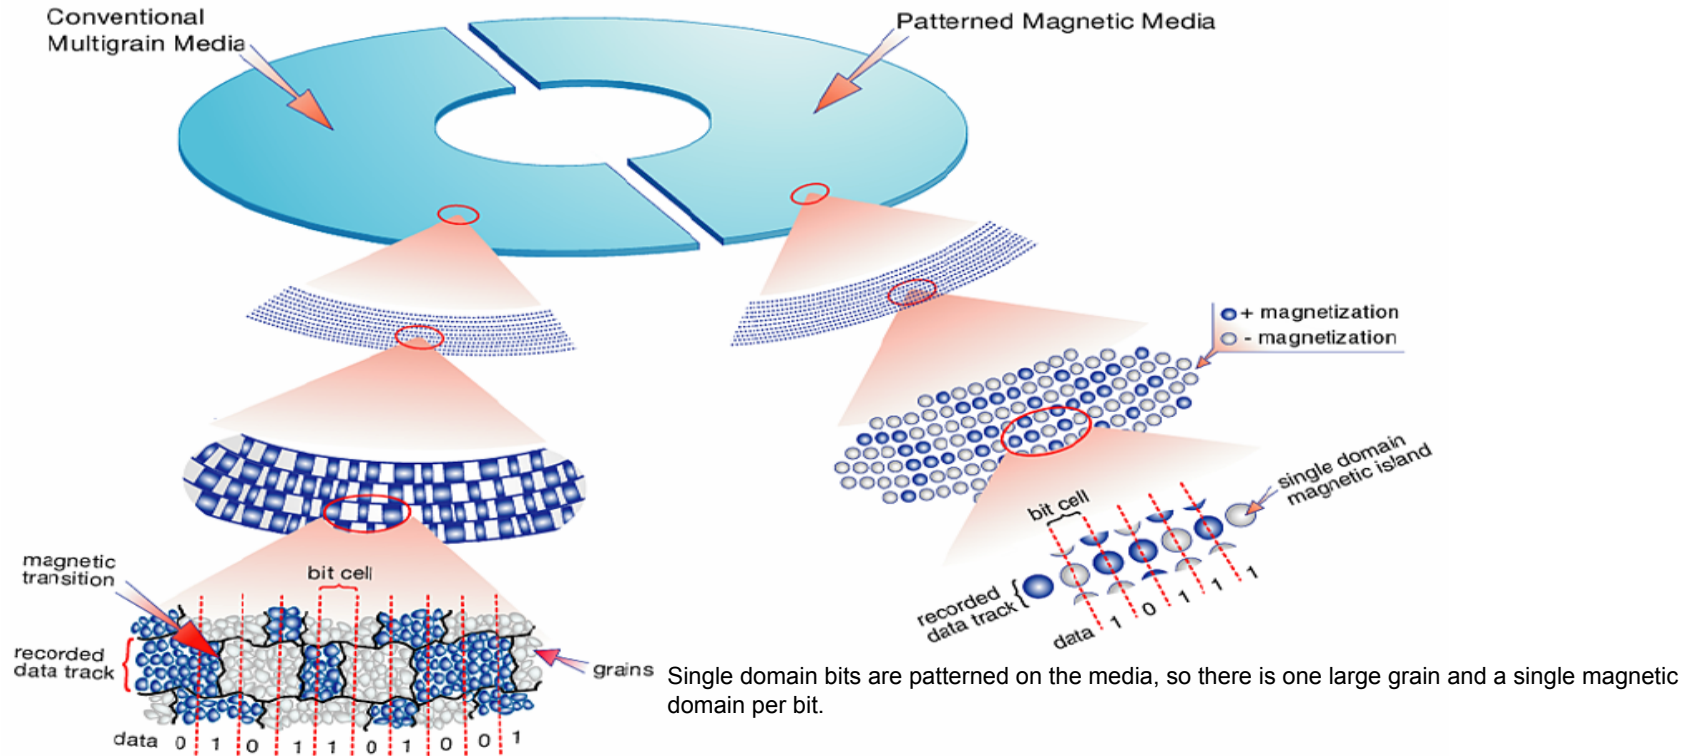 Conventional
Multigrain Media
Patterned Magnetic Media
+ magnetization
- magnetization
single domain
magnetic island
bit cell
recorded
data track
data 1 0 1 1 1
magnetic
transition
bit cell
recorded
data track
grains
data 0 1 0 1 1 0 1 0 0 1
Single domain bits are patterned on the media, so there is one large grain and a single magnetic
domain per bit.